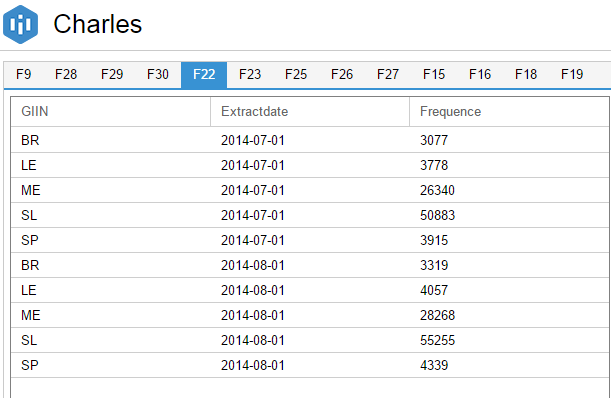 Charles
F9 F28 F29 F30 F22 F23 F25 F26 F27 F15 F16 F18 F19
GIIN Extractdate Frequence
BR 2014-07-01 3077
LE 2014-07-01 3778
ME 2014-07-01 26340
SL 2014-07-01 50883
SP 2014-07-01 3915
BR 2014-08-01 3319
LE 2014-08-01 4057
ME 2014-08-01 28268
SL 2014-08-01 55255
SP 2014-08-01 4339